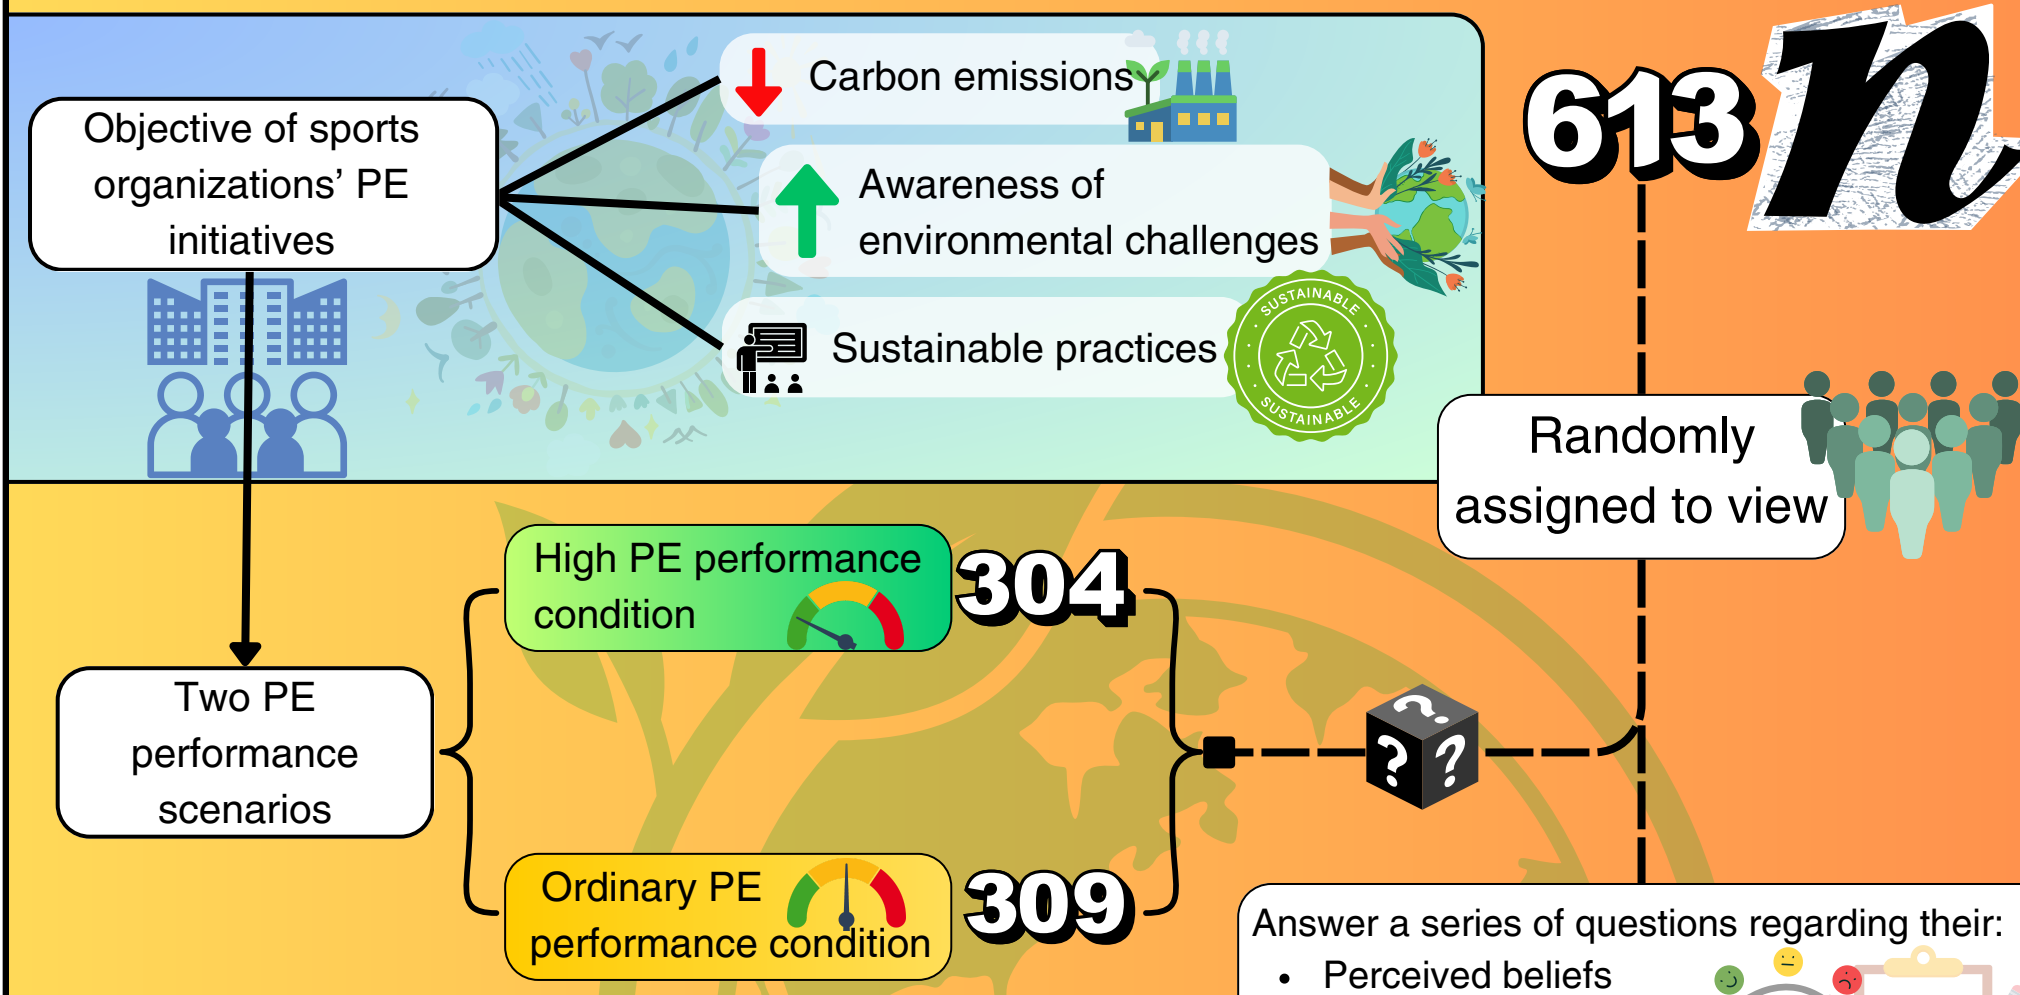 Objective of sports
organizations’ PE
initiatives
Carbon emissions
Awareness of
environmental challenges
Sustainable practices
SUSTAINABLE
SUSTAINABLE
613 n
Randomly
assigned to view
Two PE
performance
scenarios
High PE performance
condition
304
Ordinary PE
performance condition
309
? ? ?
Answer a series of questions regarding their:
• Perceived beliefs